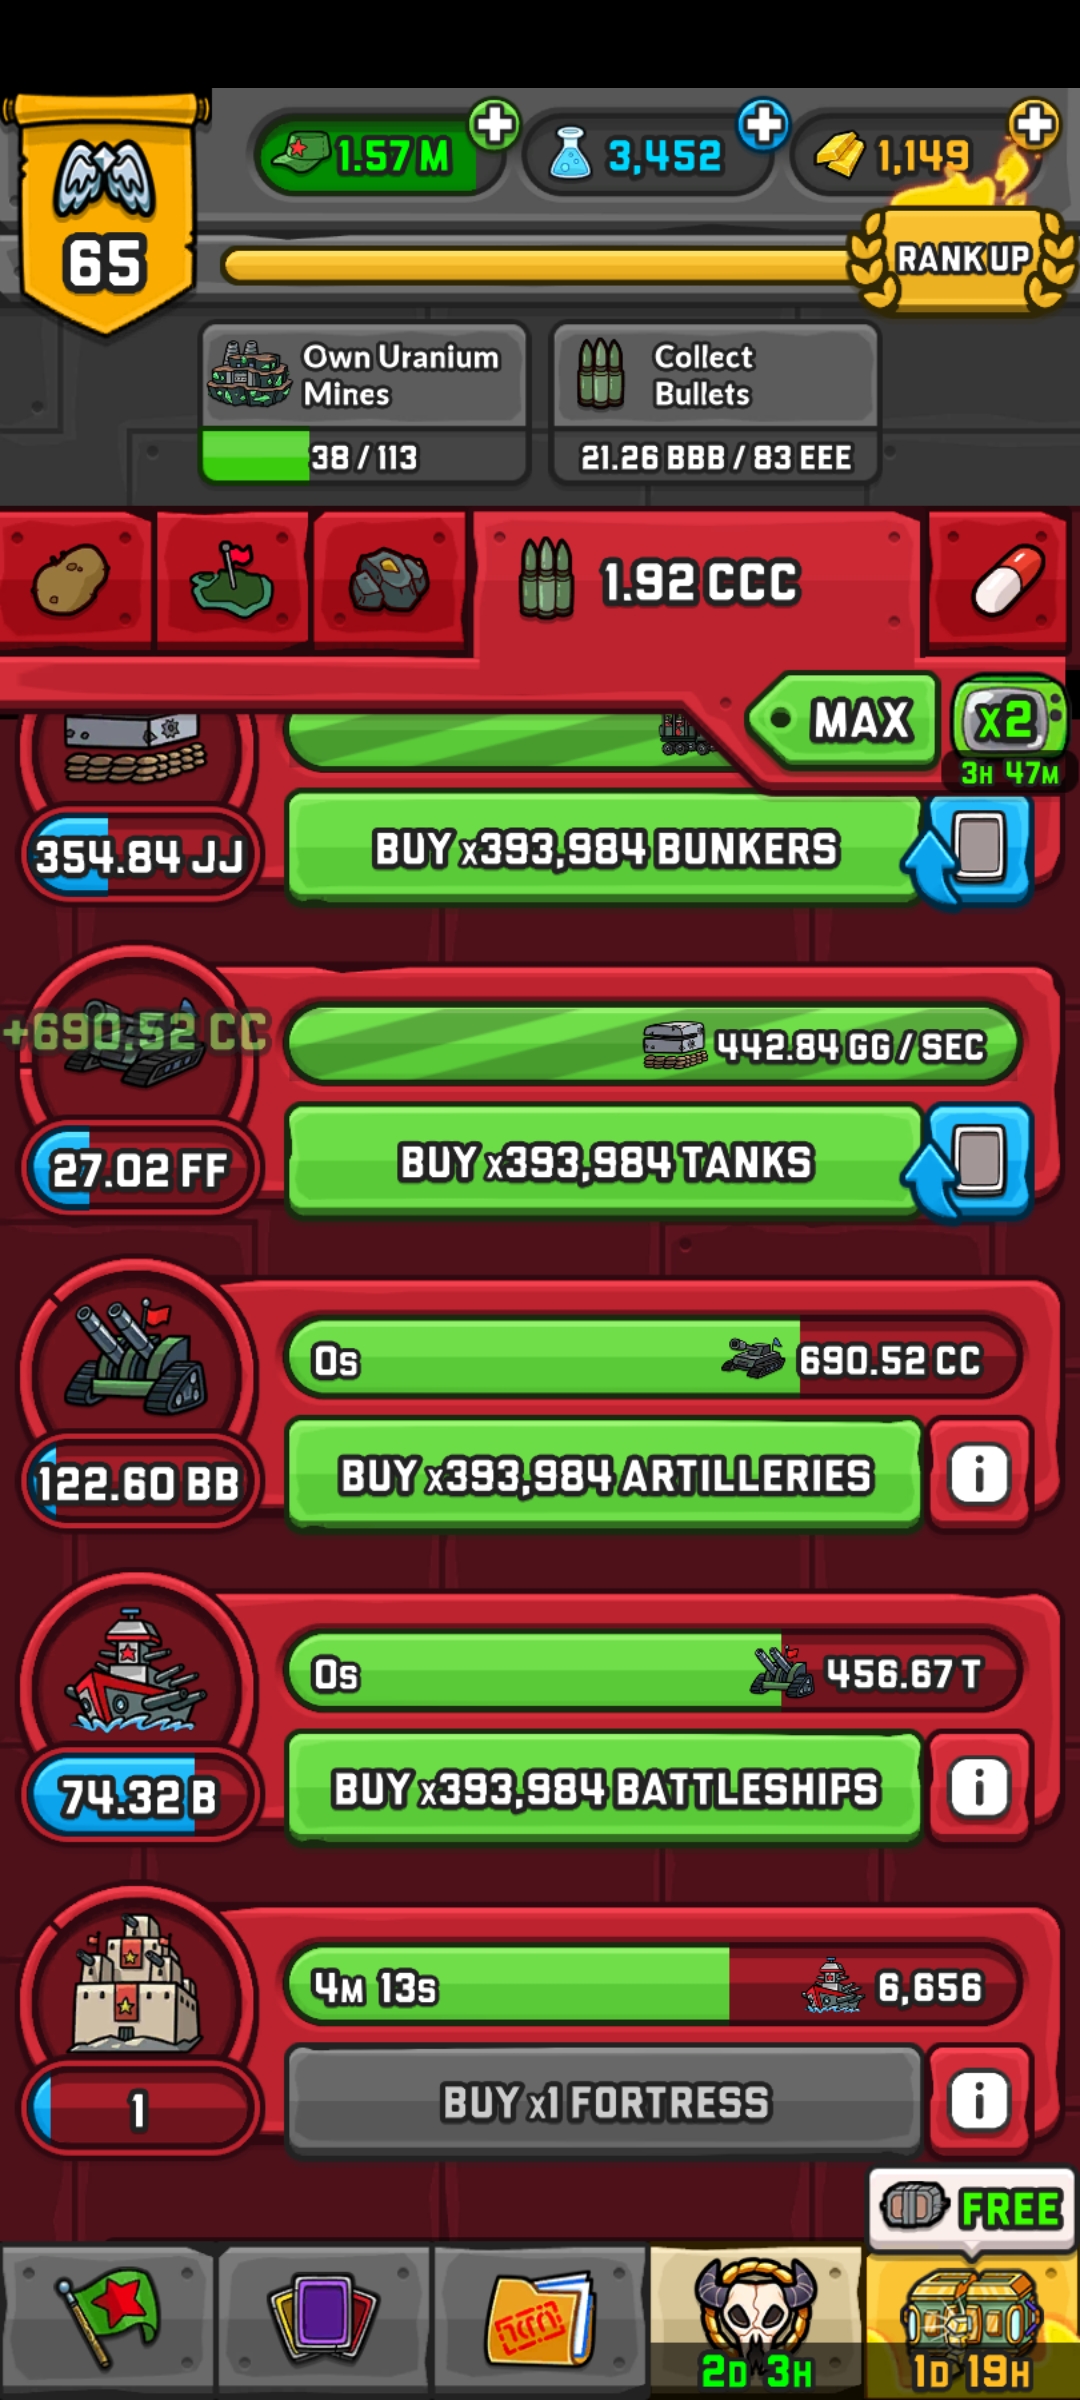 1.57 M
3,452
1,149
65
RANK UP
Own Uranium
Mines
38 / 113
Collect
Bullets
21.26 BBB / 83 EEE
1.92 CCC
MAX
X2
3H 47M
354.84 JJ
BUY x393,984 BUNKERS
+690.52 CC
442.84 GG / SEC
27.02 FF
BUY x393,984 TANKS
0s
690.52 CC
122.60 BB
BUY x393,984 ARTILLERIES
i
0s
456.67 T
74.32 B
BUY x393,984 BATTLESHIPS
i
4M 13s
6,656
1
BUY x1 FORTRESS
i
FREE
2D 3H
1D 19H